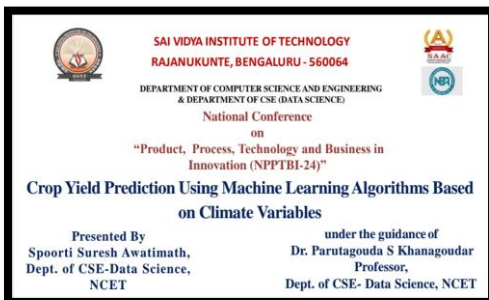 SAI VIDYA INSTITUTE OF TECHNOLOGY
RAJANUKUNTE, BENGALURU - 560064
DEPARTMENT OF COMPUTER SCIENCE AND ENGINEERING
& DEPARTMENT OF CSE (DATA SCIENCE)
National Conference
on
“Product, Process, Technology and Business in
Innovation (NPPTBI-24)”
Crop Yield Prediction Using Machine Learning Algorithms Based
on Climate Variables
Presented By
Spoorti Suresh Awatimath,
Dept. of CSE-Data Science,
NCET
under the guidance of
Dr. Parutagouda S Khanagoudar
Professor,
Dept. of CSE- Data Science, NCET
SVIT
NAAC
NBA